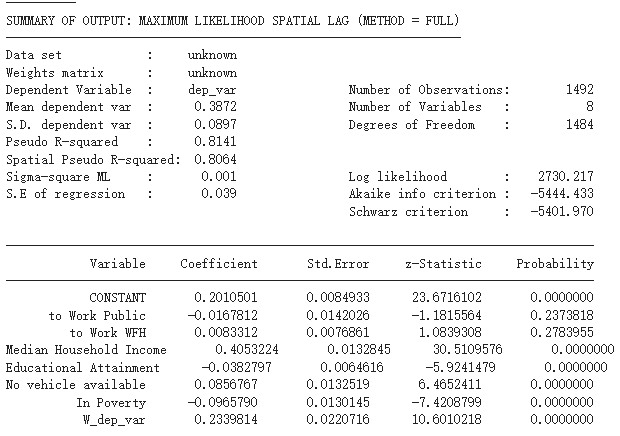 SUMMARY OF OUTPUT: MAXIMUM LIKELIHOOD SPATIAL LAG (METHOD = FULL)
Data set : unknown
Weights matrix : unknown
Dependent Variable : dep_var Number of Observations: 1492
Mean dependent var : 0.3872 Number of Variables : 8
S.D. dependent var : 0.0897 Degrees of Freedom : 1484
Pseudo R-squared : 0.8141
Spatial Pseudo R-squared: 0.8064
Sigma-square ML : 0.001 Log likelihood : 2730.217
S.E of regression : 0.039 Akaike info criterion : -5444.433
Schwarz criterion : -5401.970
Variable Coefficient Std.Error z-Statistic Probability
CONSTANT 0.2010501 0.0084933 23.6716102 0.0000000
to Work Public -0.0167812 0.0142026 -1.1815564 0.2373818
to Work WFH 0.0083312 0.0076861 1.0839308 0.2783955
Median Household Income 0.4053224 0.0132845 30.5109576 0.0000000
Educational Attainment -0.0382797 0.0064616 -5.9241479 0.0000000
No vehicle available 0.0856767 0.0132519 6.4652411 0.0000000
In Poverty -0.0965790 0.0130145 -7.4208799 0.0000000
W_dep_var 0.2339814 0.0220716 10.6010218 0.0000000